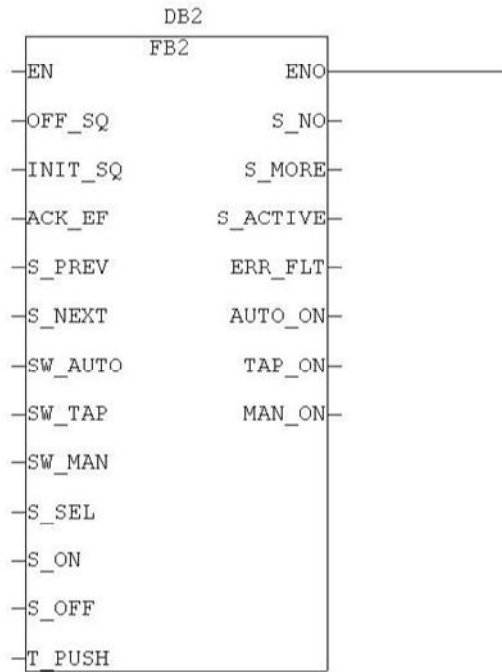 DB2
FB2
EN ENO
OFF_SQ S_NO
INIT_SQ S_MORE
ACK_EF S_ACTIVE
S_PREV ERR_FLT
S_NEXT AUTO_ON
SW_AUTO TAP_ON
SW_TAP MAN_ON
SW_MAN
S_SEL
S_ON
S_OFF
T_PUSH